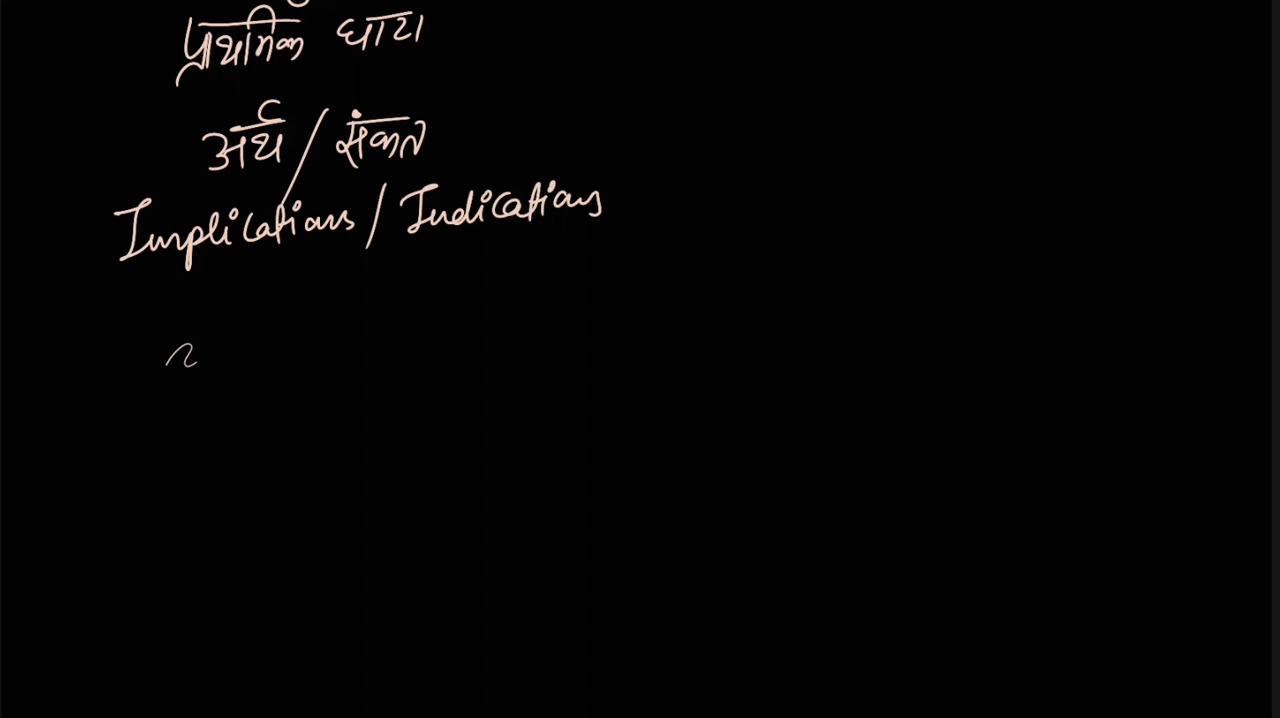 प्राथमिक घाटा
अर्थ / संकेत
Implications / Indications